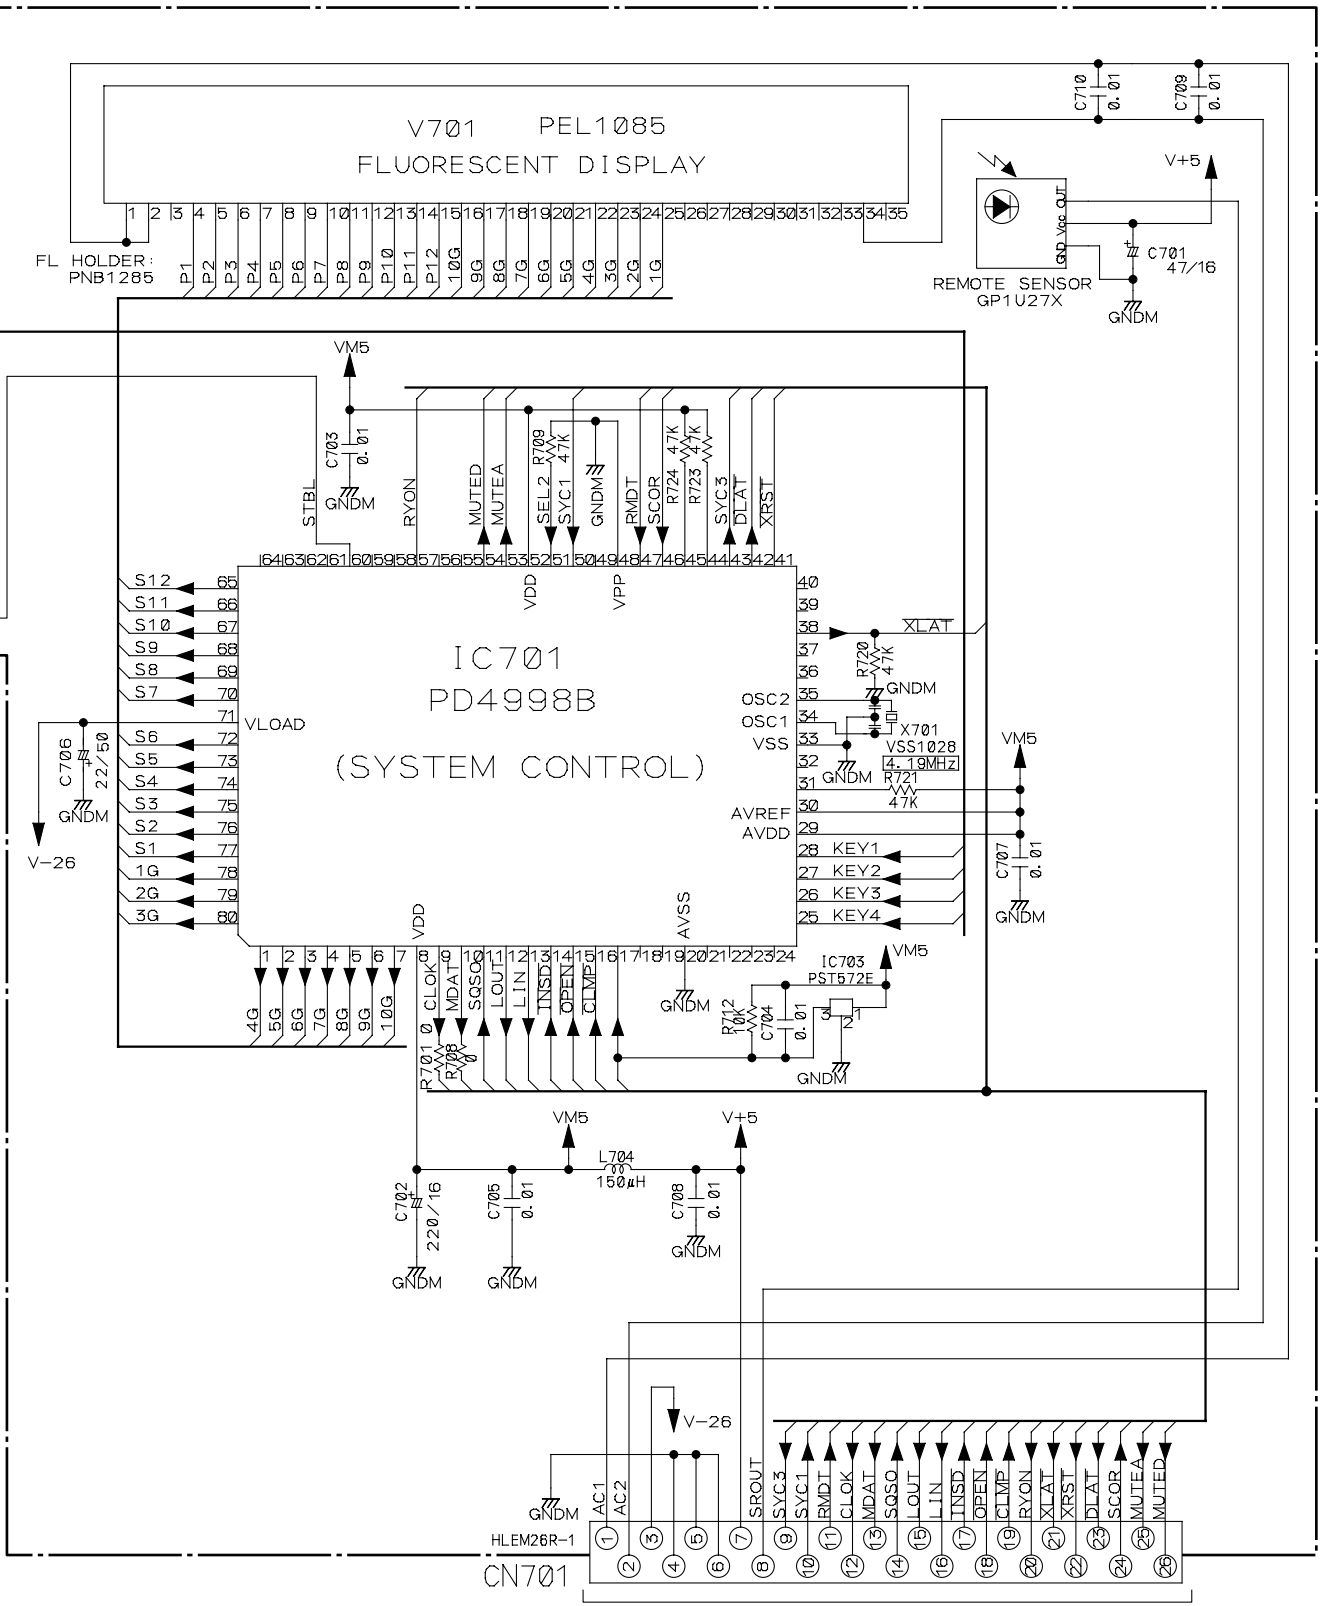 C710
0.01
C709
0.01
V701 PEL1085
FLUORESCENT DISPLAY
V+5
OUT
Vcc
GND
1 2 3 4 5 6 7 8 9 10 11 12 13 14 15 16 17 18 19 20 21 22 23 24 25 26 27 28 29 30 31 32 33 34 35
FL HOLDER:
PNB1285
P1 P2 P3 P4 P5 P6 P7 P8 P9 P10 P11 P12 10G 9G 8G 7G 6G 5G 4G 3G 2G 1G
+
C701
47/16
REMOTE SENSOR
GP1U27X
GNDM
VM5
C703
0.01
GNDM
STBL
RYON
MUTED
MUTEA
R709
47K
SEL2
SYC1
GNDM
RMDT
SCOR
R724
47K
R723
47K
SYC3
DLAT
XRST
64 63 62 61 60 59 58 57 56 55 54 53 52 51 50 49 48 47 46 45 44 43 42 41
VDD
VPP
S12 65
S11 66
S10 67
S9 68
S8 69
S7 70
71 VLOAD
S6 72
S5 73
S4 74
S3 75
S2 76
S1 77
1G 78
2G 79
3G 80
C706
+
22/50
GNDM
V-26
IC701
PD4998B
(SYSTEM CONTROL)
40
39
38 XLAT
37
36
OSC2 35
OSC1 34
VSS 33
32
31
AVREF 30
AVDD 29
28 KEY1
27 KEY2
26 KEY3
25 KEY4
R720
47K
GNDM
X701
VSS1028
4.19MHz
GNDM
R721
47K
VM5
C707
0.01
GNDM
VDD
AVSS
1 2 3 4 5 6 7 8 9 10 11 12 13 14 15 16 17 18 19 20 21 22 23 24
4G 5G 6G 7G 8G 9G 10G
CLOK
MDAT
SQSO
LOUT
LIN
INSD
OPEN
CLMP
R701 0
R708
0
GNDM
R712
10K
C704
0.01
IC703
PST572E
3 1
2
VM5
GNDM
VM5
L704
150μH
V+5
C702
+
220/16
GNDM
C705
0.01
GNDM
C708
0.01
GNDM
V-26
GNDM
AC1
AC2
SROUT
SYC3
SYC1
RMDT
CLOK
MDAT
SQSO
LOUT
LIN
INSD
OPEN
CLMP
RYON
XLAT
XRST
DLAT
SCOR
MUTEA
MUTED
HLEM26R-1
CN701
1 2 3 4 5 6 7 8 9 10 11 12 13 14 15 16 17 18 19 20 21 22 23 24 25 26